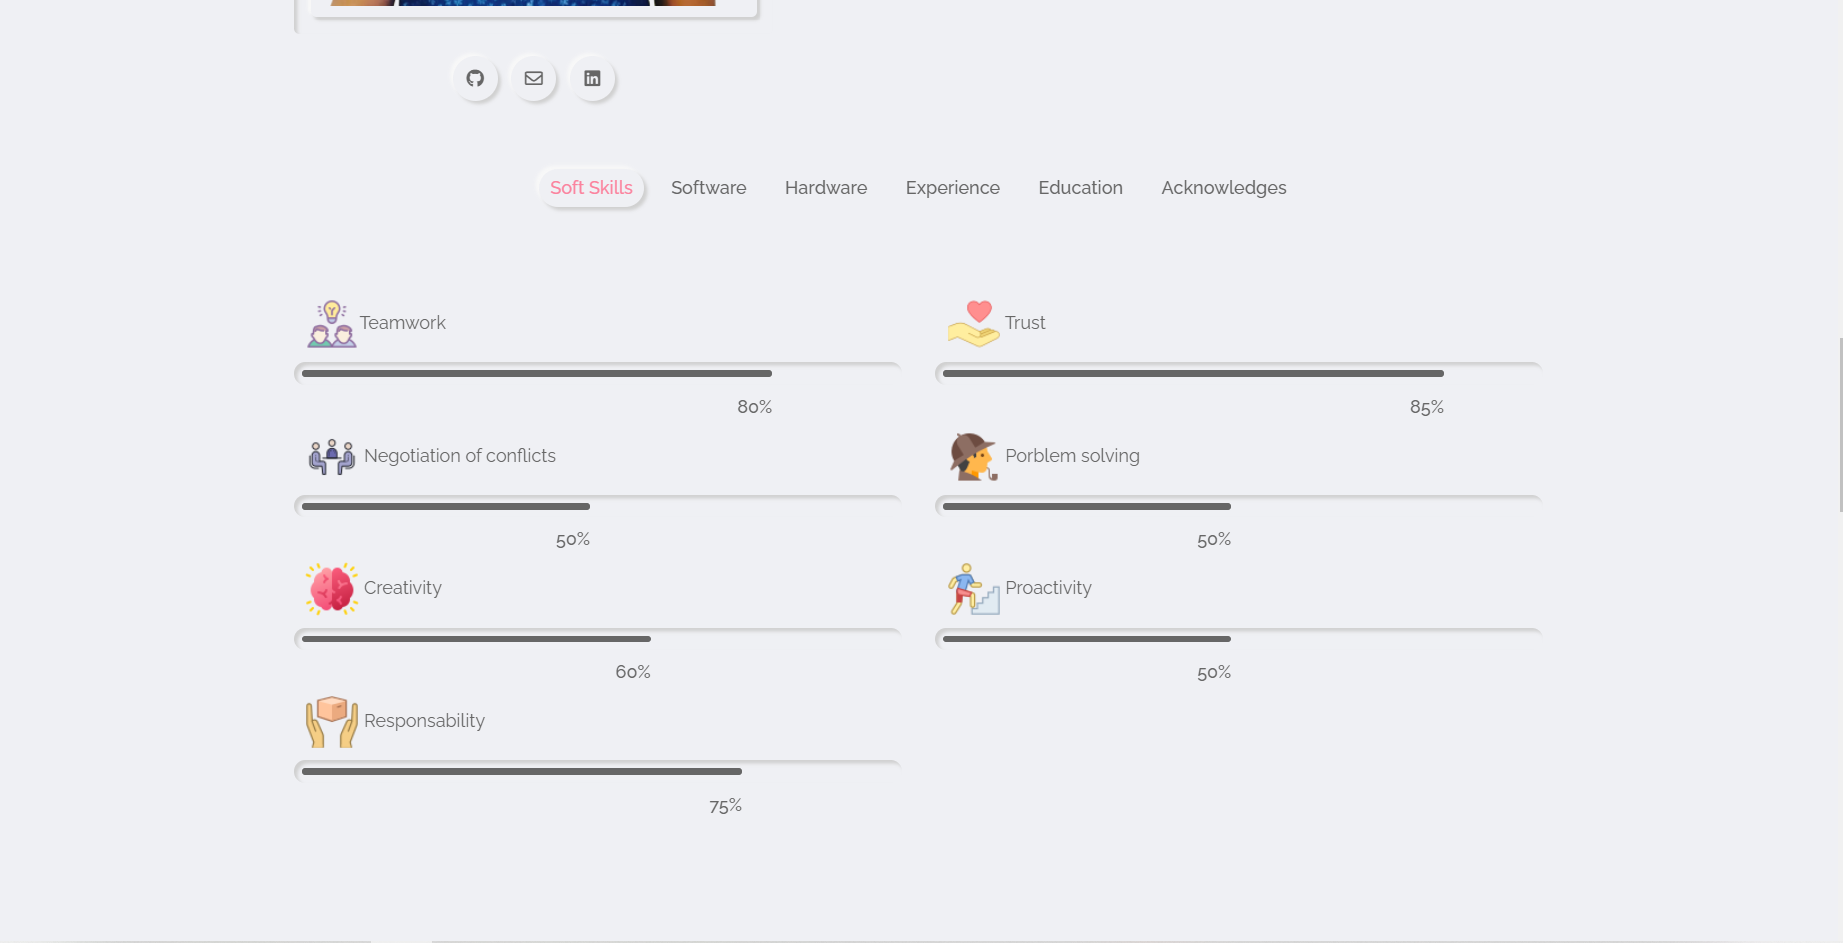 Soft Skills Software Hardware Experience Education Acknowledges
Teamwork
80%
Trust
85%
Negotiation of conflicts
50%
Porblem solving
50%
Creativity
60%
Proactivity
50%
Responsability
75%